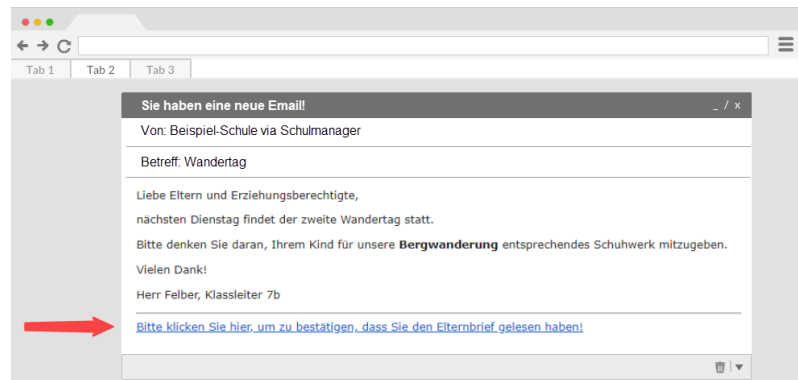 Tab 1 Tab 2 Tab 3
Sie haben eine neue Email! _ / x
Von: Beispiel-Schule via Schulmanager
Betreff: Wandertag
Liebe Eltern und Erziehungsberechtigte,
nächsten Dienstag findet der zweite Wandertag statt.
Bitte denken Sie daran, Ihrem Kind für unsere Bergwanderung entsprechendes Schuhwerk mitzugeben.
Vielen Dank!
Herr Felber, Klassleiter 7b
Bitte klicken Sie hier, um zu bestätigen, dass Sie den Elternbrief gelesen haben!